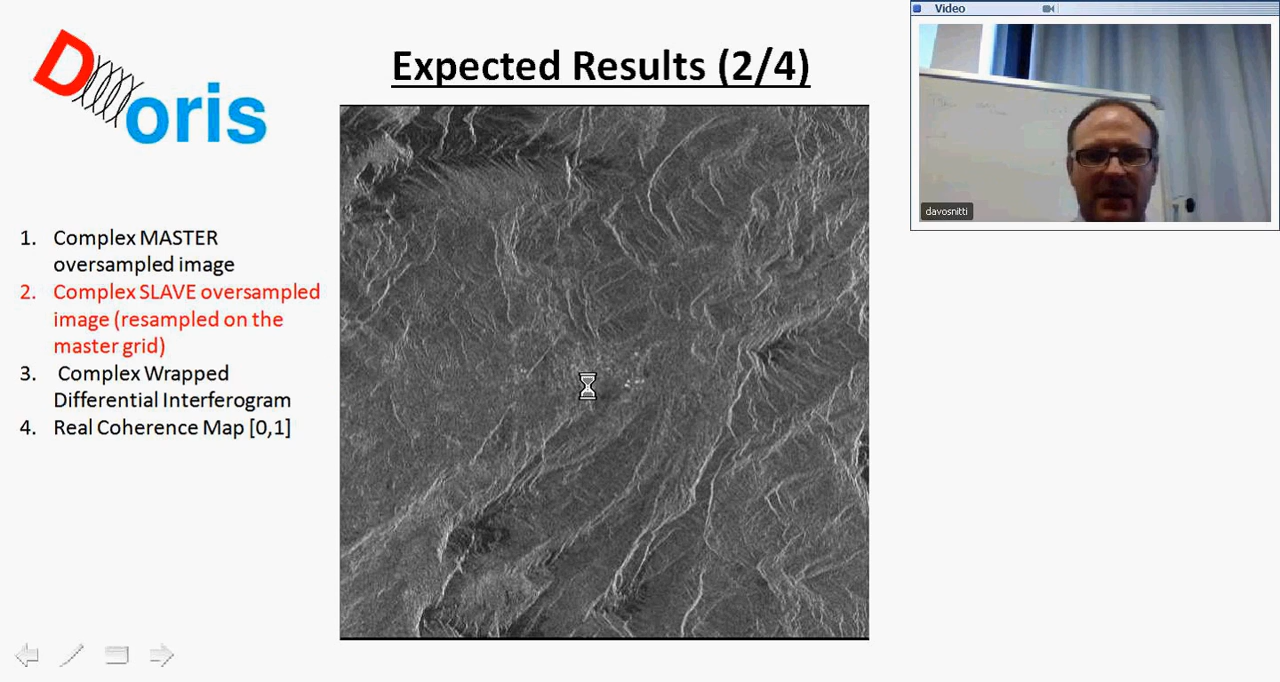 Doris
Expected Results (2/4)
1. Complex MASTER
oversampled image
2. Complex SLAVE oversampled
image (resampled on the
master grid)
3. Complex Wrapped
Differential Interferogram
4. Real Coherence Map [0,1]
Video
davosnitti